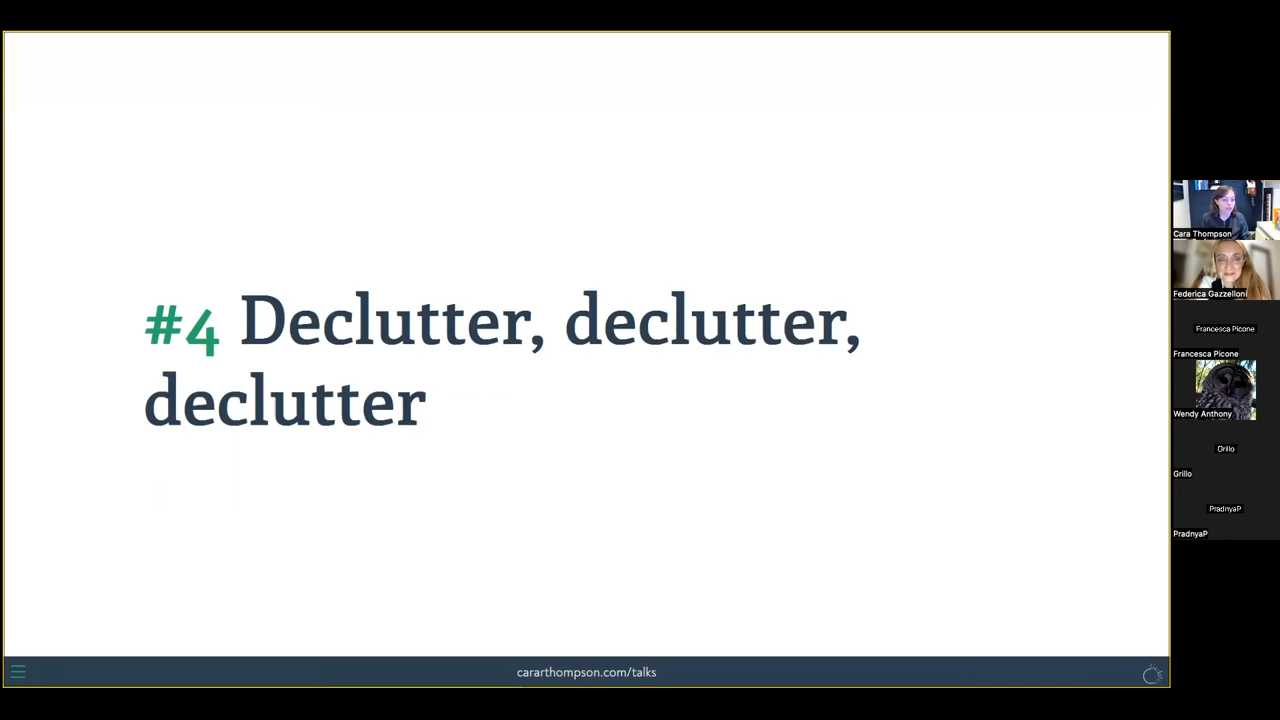 #4 Declutter, declutter,
declutter
cararthompson.com/talks
Cara Thompson
Federica Gazzelloni
Francesca Picone
Francesca Picone
Wendy Anthony
Grillo
Grillo
PradnyaP
PradnyaP